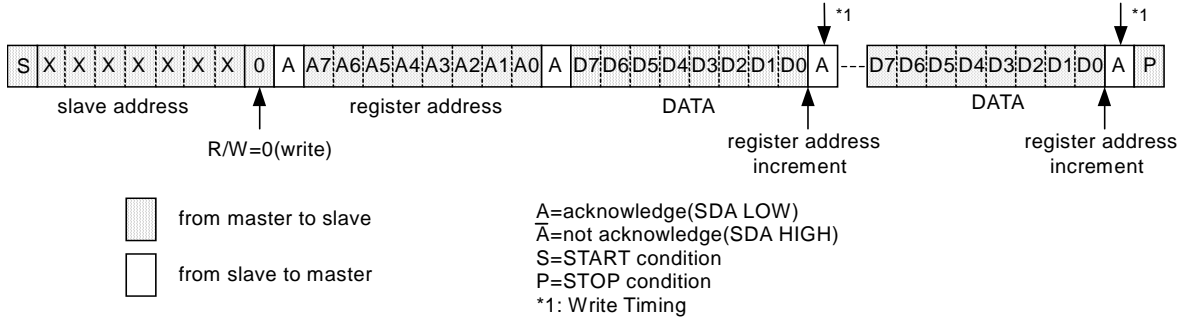 *1 *1
S X X X X X X X 0 A A7 A6 A5 A4 A3 A2 A1 A0 A D7 D6 D5 D4 D3 D2 D1 D0 A --- D7 D6 D5 D4 D3 D2 D1 D0 A P
slave address register address DATA DATA
R/W=0(write)
register address
increment
register address
increment
from master to slave
from slave to master
A=acknowledge(SDA LOW)
A̅=not acknowledge(SDA HIGH)
S=START condition
P=STOP condition
*1: Write Timing